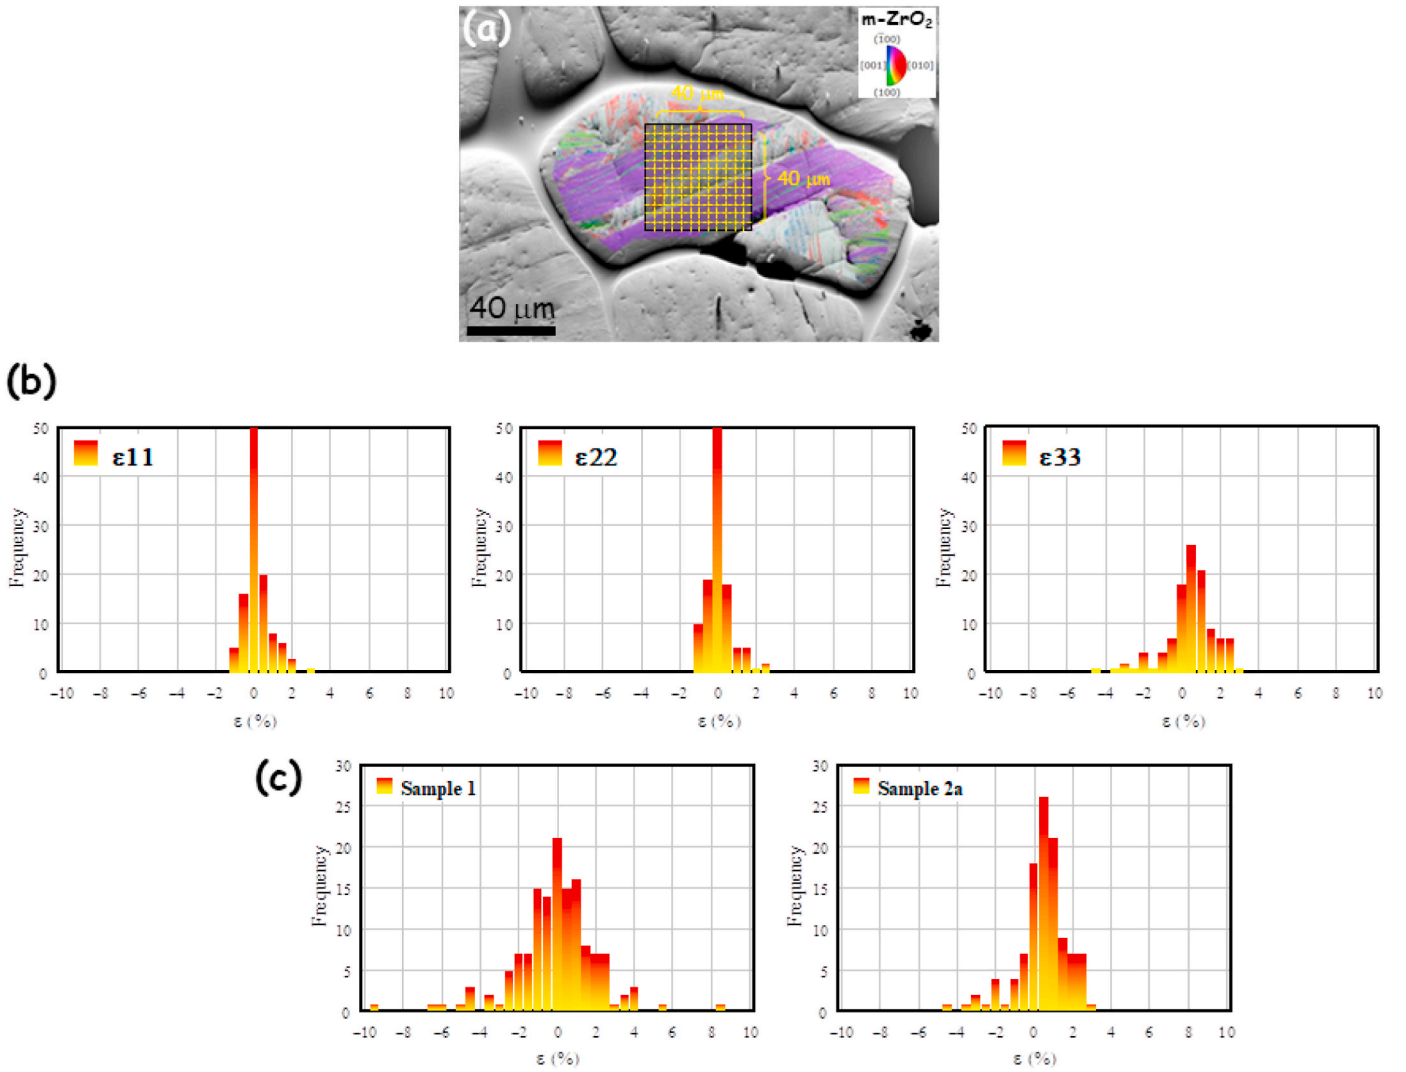 (a)
m-ZrO₂
(1̄00)
[001]
[010]
(100)
40 μm
40 μm
40 μm
(b)
50
40
30
20
10
0
Frequency
ε11
−10 −8 −6 −4 −2 0 2 4 6 8 10
ε (%)
50
40
30
20
10
0
Frequency
ε22
−10 −8 −6 −4 −2 0 2 4 6 8 10
ε (%)
50
40
30
20
10
0
Frequency
ε33
−10 −8 −6 −4 −2 0 2 4 6 8 10
ε (%)
(c)
30
25
20
15
10
5
0
Frequency
Sample 1
−10 −8 −6 −4 −2 0 2 4 6 8 10
ε (%)
30
25
20
15
10
5
0
Frequency
Sample 2a
−10 −8 −6 −4 −2 0 2 4 6 8 10
ε (%)